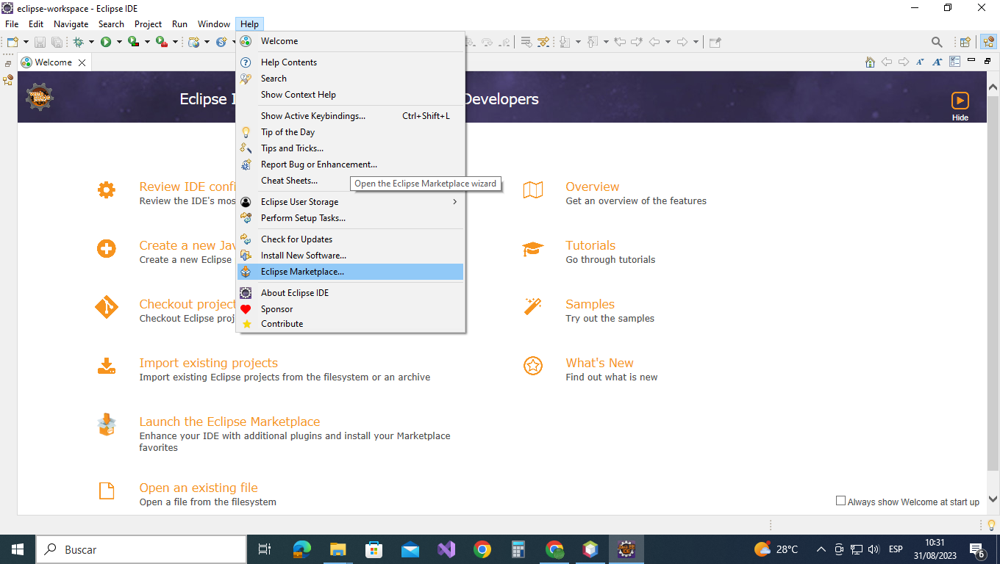 eclipse-workspace - Eclipse IDE
File Edit Navigate Search Project Run Window Help
Welcome
Welcome
Help Contents
Search
Show Context Help
Show Active Keybindings... Ctrl+Shift+L
Tip of the Day
Tips and Tricks...
Report Bug or Enhancement...
Cheat Sheets...
Open the Eclipse Marketplace wizard
Eclipse User Storage
Perform Setup Tasks...
Check for Updates
Install New Software...
Eclipse Marketplace...
About Eclipse IDE
Sponsor
Contribute
Eclipse Developers
Hide
Review IDE
Review the IDE's
Create a new
Create a new Eclipse
Checkout
Checkout Eclipse
Import existing projects
Import existing Eclipse projects from the filesystem or an archive
Launch the Eclipse Marketplace
Enhance your IDE with additional plugins and install your Marketplace
favorites
Open an existing file
Open a file from the filesystem
Overview
Get an overview of the features
Tutorials
Go through tutorials
Samples
Try out the samples
What's New
Find out what is new
Always show Welcome at start up
Buscar
28°C
ESP
10:31
31/08/2023
6